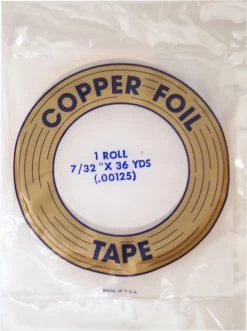 COPPER FOIL
1 ROLL
7/32 "X 36 YDS
(.00125)
TAPE
MADE IN U.S.A.